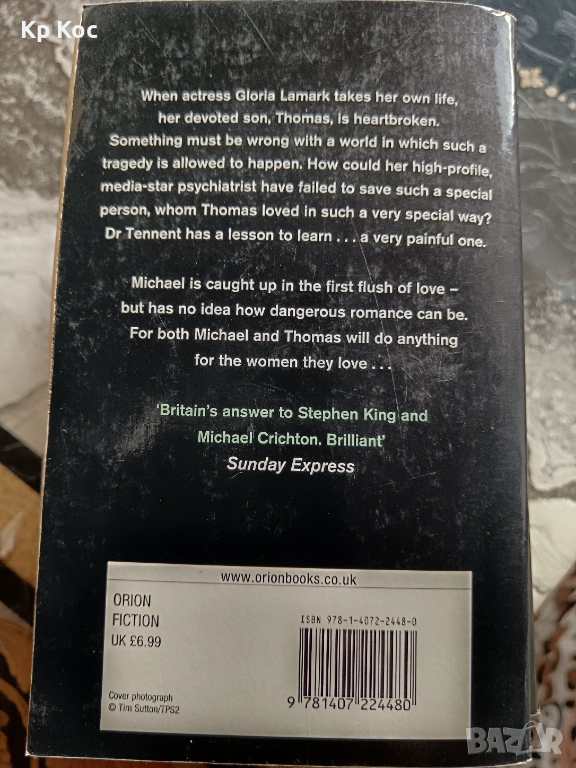 Kp Koc
When actress Gloria Lamark takes her own life,
her devoted son, Thomas, is heartbroken.
Something must be wrong with a world in which such a
tragedy is allowed to happen. How could her high-profile,
media-star psychiatrist have failed to save such a special
person, whom Thomas loved in such a very special way?
Dr Tennent has a lesson to learn . . . a very painful one.
Michael is caught up in the first flush of love –
but has no idea how dangerous romance can be.
For both Michael and Thomas will do anything
for the women they love . . .
'Britain's answer to Stephen King and
Michael Crichton. Brilliant'
Sunday Express
www.orionbooks.co.uk
ORION
FICTION
UK £6.99
ISBN 978-1-4072-2448-0
9 781407 224480
Cover photograph
© Tim Sutton/TPS2
BAZAR